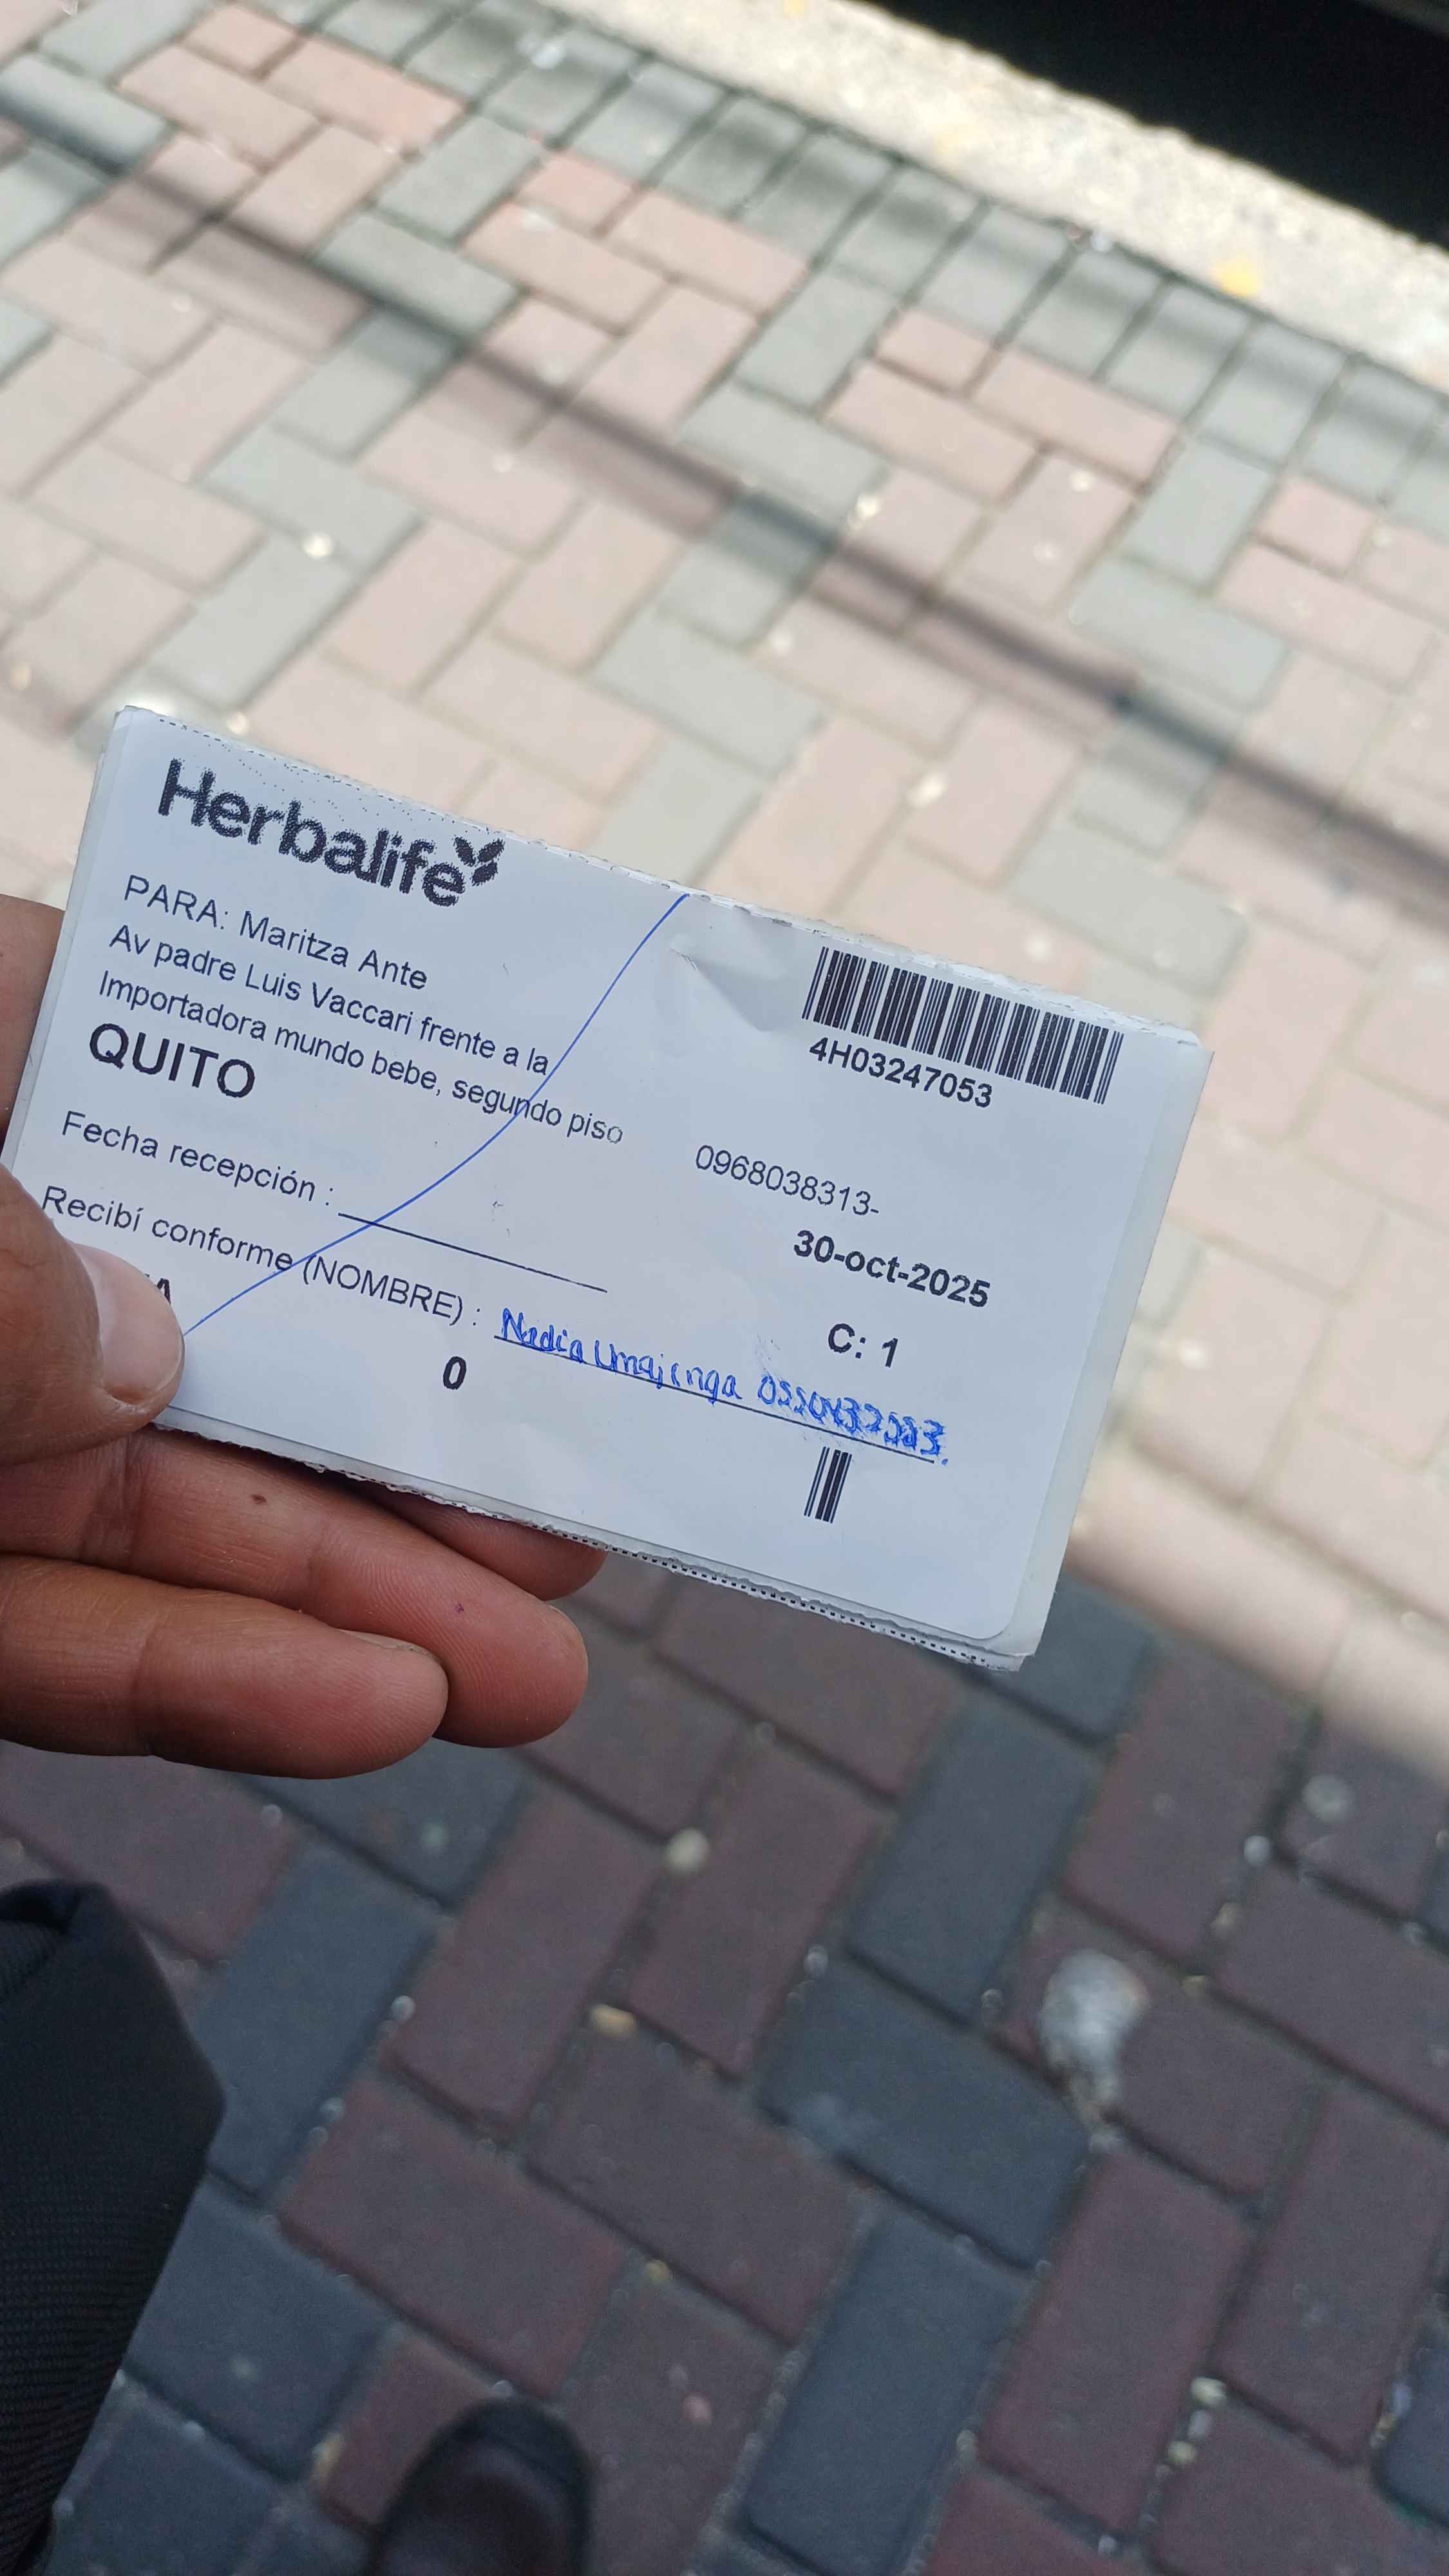 Herbalife
PARA: Maritza Ante
Av padre Luis Vaccari frente a la
Importadora mundo bebe, segundo piso
QUITO
4H03247053
0968038313-
30-oct-2025
C: 1
Fecha recepción :
Recibí conforme (NOMBRE) : Nadia
0